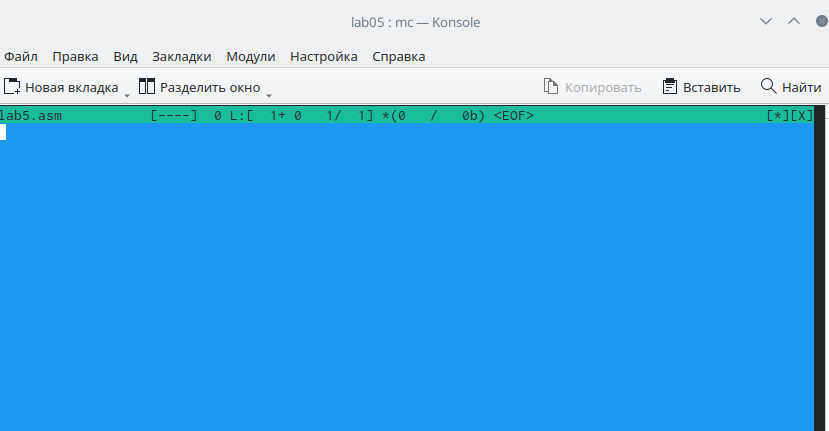 lab05 : mc — Konsole
Файл Правка Вид Закладки Модули Настройка Справка
Новая вкладка Разделить окно Копировать Вставить Найти
lab5.asm [----] 0 L:[ 1+ 0 1/ 1] *(0 / 0b) <EOF> [*][X]